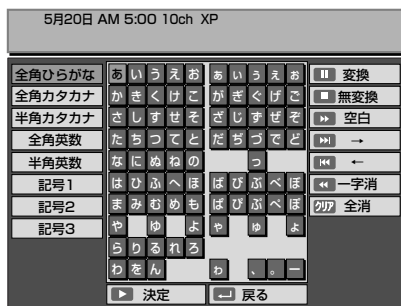 5月20日 AM 5:00 10ch XP
全角ひらがな あいうえお ぁぃぅぇぉ 変換
全角カタカナ かきくけこ がぎぐげご 無変換
半角カタカナ さしすせそ ざじずぜぞ 空白
全角英数 たちつてと だぢづでど →
半角英数 なにぬねの っ ←
記号1 はひふへほ ばびぶべぼ 一字消
記号2 まみむめも ぱぴぷぺぽ クリア 全消
記号3 や ゆ よ ゃ ゅ ょ
らりるれろ
わをん ゎ 、。ー
決定 戻る